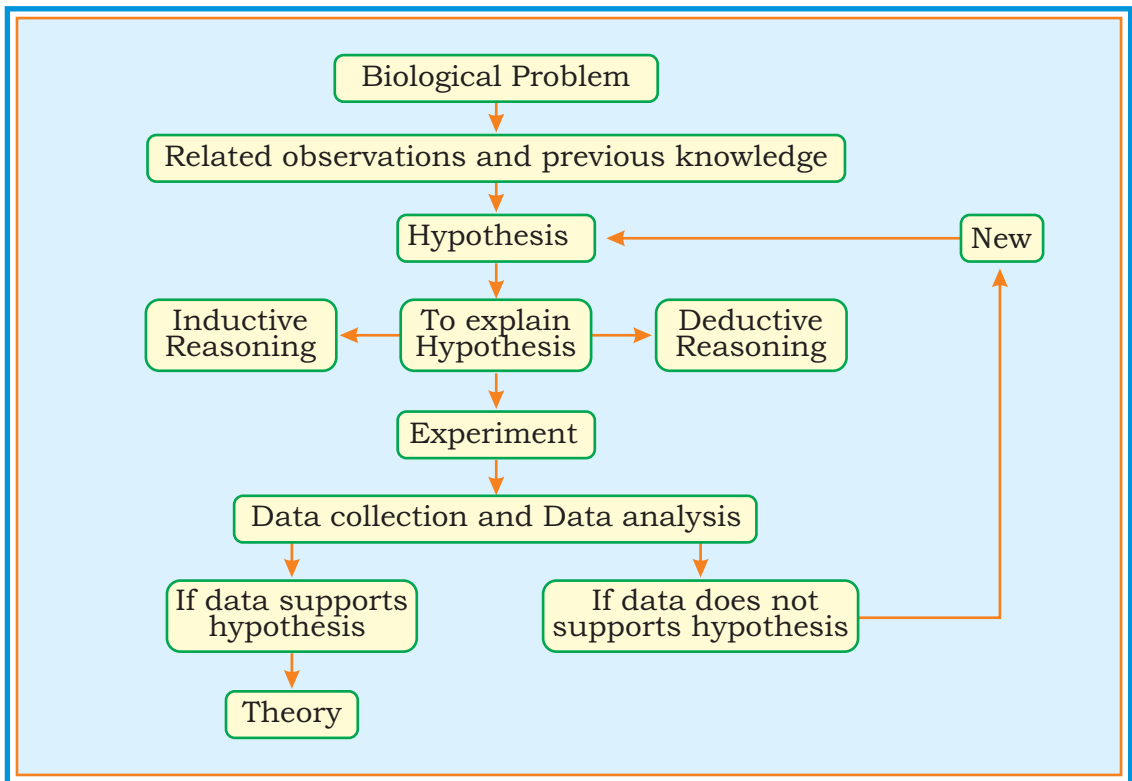 Biological Problem
Related observations and previous knowledge
Hypothesis
New
Inductive
Reasoning
To explain
Hypothesis
Deductive
Reasoning
Experiment
Data collection and Data analysis
If data supports
hypothesis
If data does not
supports hypothesis
Theory